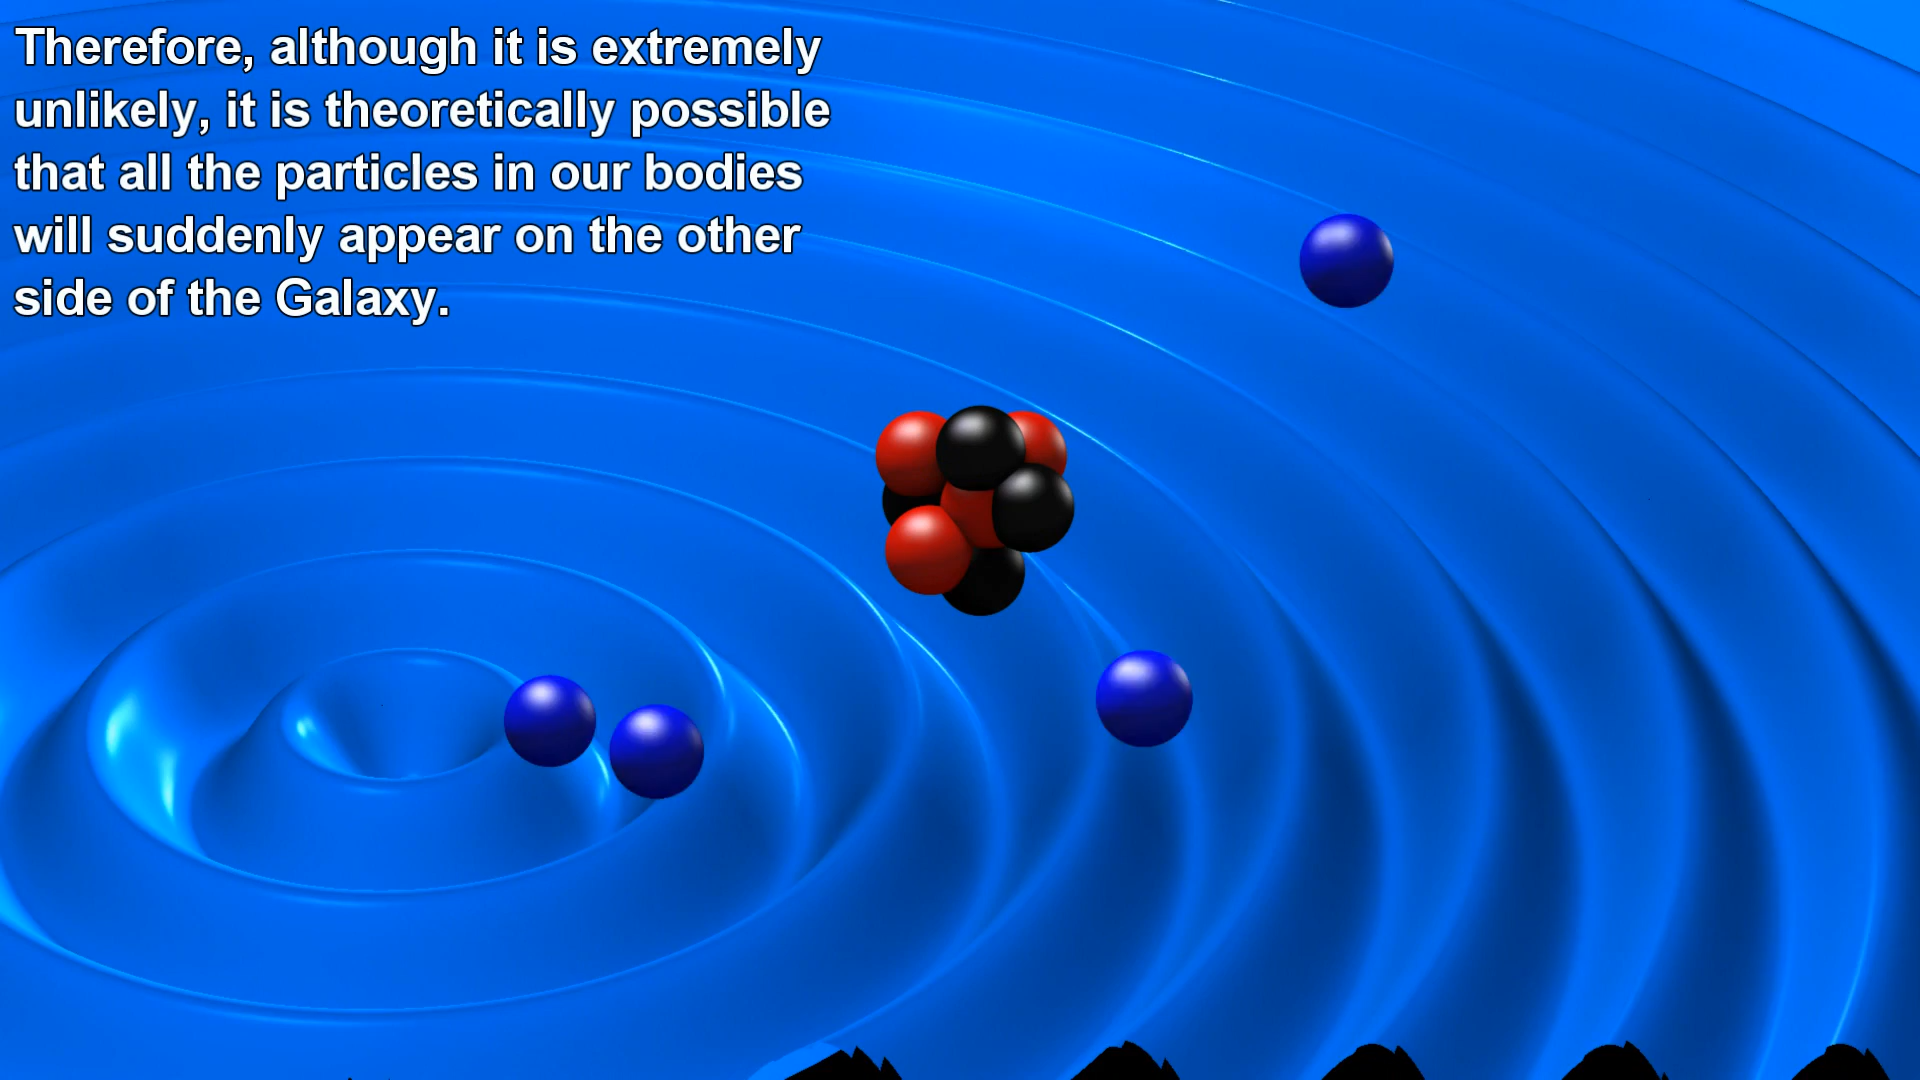 Therefore, although it is extremely
unlikely, it is theoretically possible
that all the particles in our bodies
will suddenly appear on the other
side of the Galaxy.